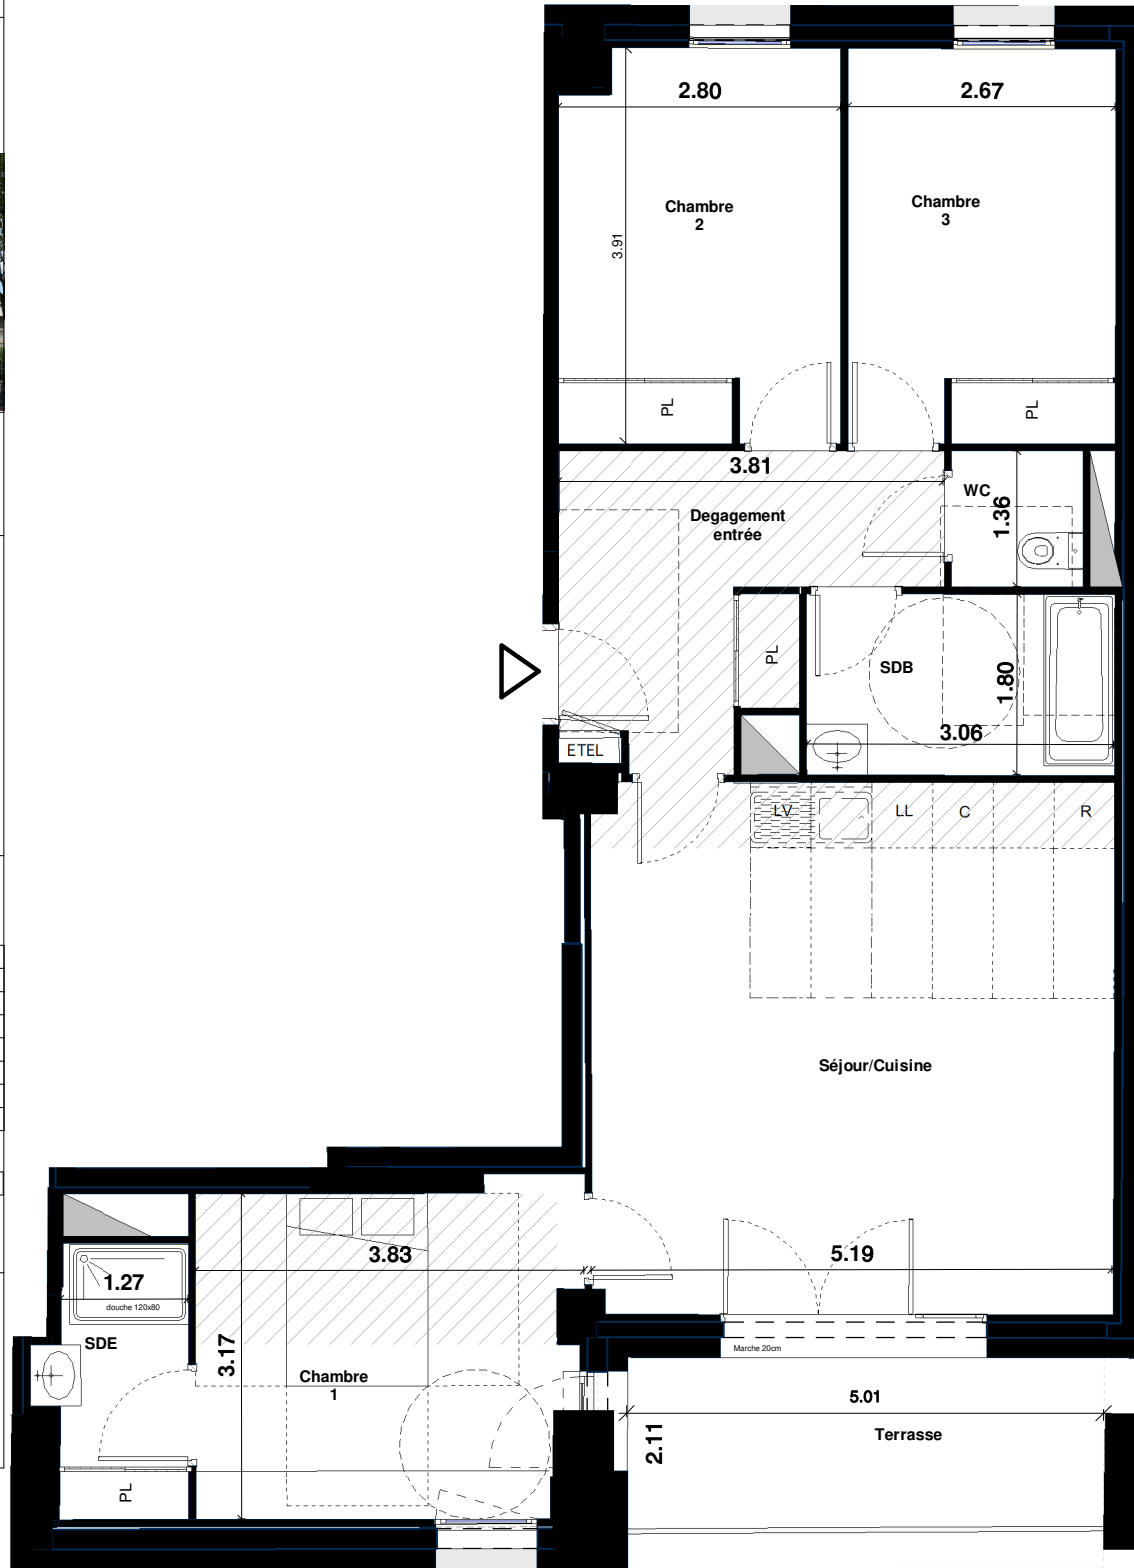 2.80
2.67
Chambre
2
Chambre
3
3.91
PL
PL
3.81
WC
1.36
Degagement
entrée
PL
SDB
1.80
3.06
ETEL
LV
LL
C
R
Séjour/Cuisine
3.83
5.19
1.27
douche 120x80
SDE
3.17
Chambre
1
Marche 20cm
5.01
2.11
Terrasse
PL